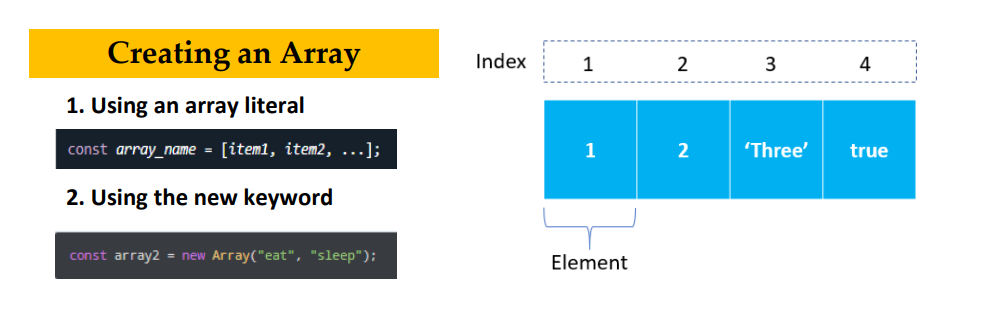 Creating an Array
1. Using an array literal
const array_name = [item1, item2, ...];
2. Using the new keyword
const array2 = new Array("eat", "sleep");
Index 1 2 3 4
1 2 ‘Three’ true
Element